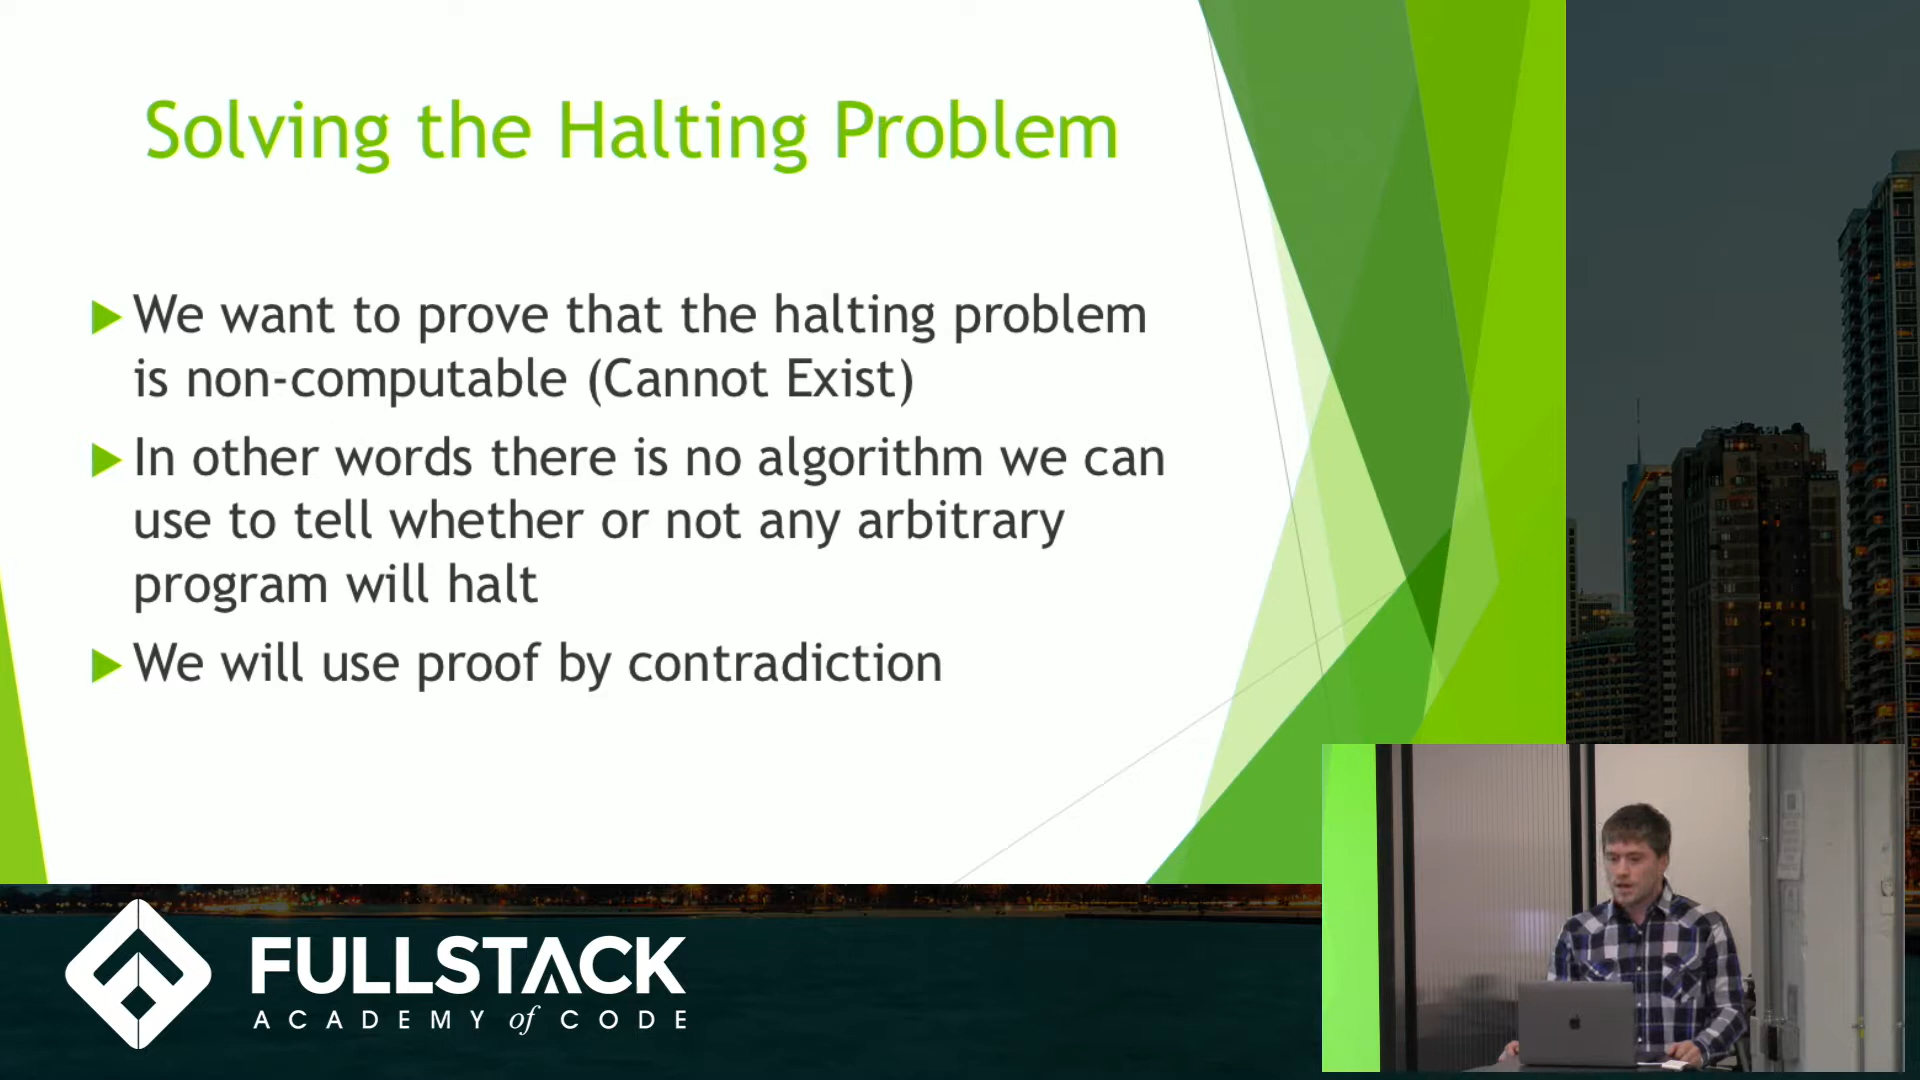 Solving the Halting Problem
We want to prove that the halting problem
is non-computable (Cannot Exist)
In other words there is no algorithm we can
use to tell whether or not any arbitrary
program will halt
We will use proof by contradiction
FULLSTACK
ACADEMY of CODE